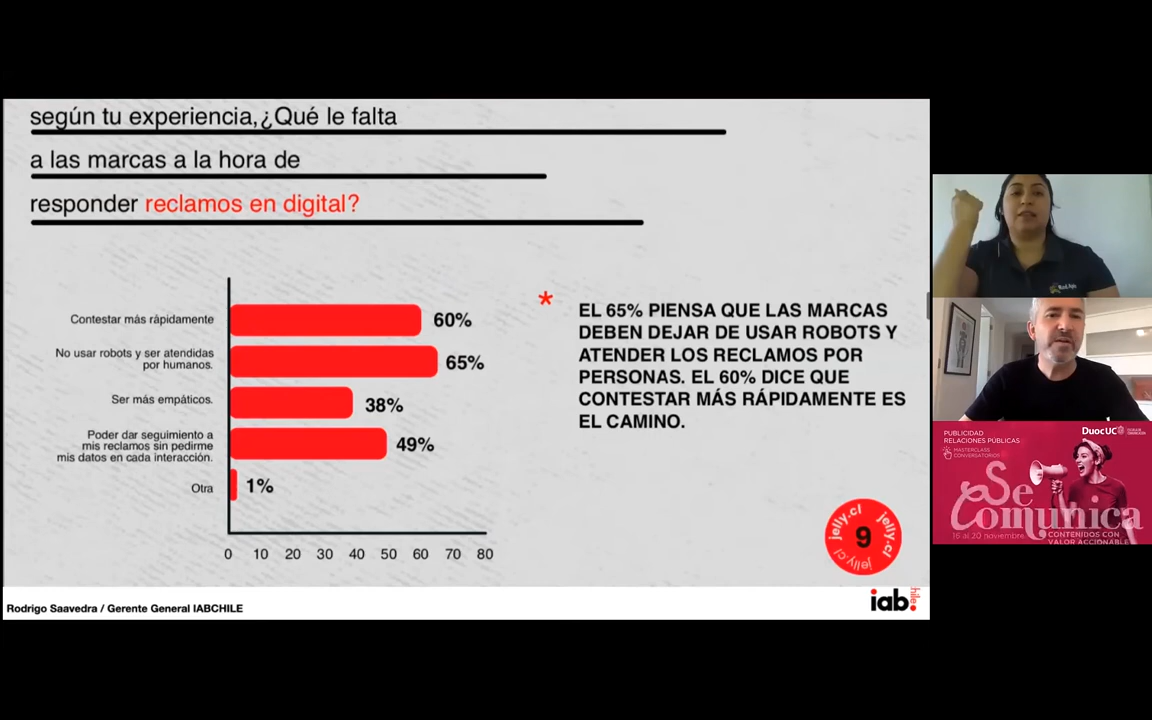 según tu experiencia,¿Qué le falta
a las marcas a la hora de
responder reclamos en digital?
Contestar más rápidamente
60%
No usar robots y ser atendidas
por humanos.
65%
Ser más empáticos.
38%
Poder dar seguimiento a
mis reclamos sin pedirme
mis datos en cada interacción.
49%
Otra
1%
0 10 20 30 40 50 60 70 80
*
EL 65% PIENSA QUE LAS MARCAS
DEBEN DEJAR DE USAR ROBOTS Y
ATENDER LOS RECLAMOS POR
PERSONAS. EL 60% DICE QUE
CONTESTAR MÁS RÁPIDAMENTE ES
EL CAMINO.
jelly.cl jelly.cl jelly.cl
9
Rodrigo Saavedra / Gerente General IABCHILE
iab.
chile
PUBLICIDAD
RELACIONES PÚBLICAS
DuocUC
MASTERCLASS
CONVERSATORIOS
Se
Comunica
16 al 20 noviembre
CONTENIDOS CON
VALOR ACCIONABLE